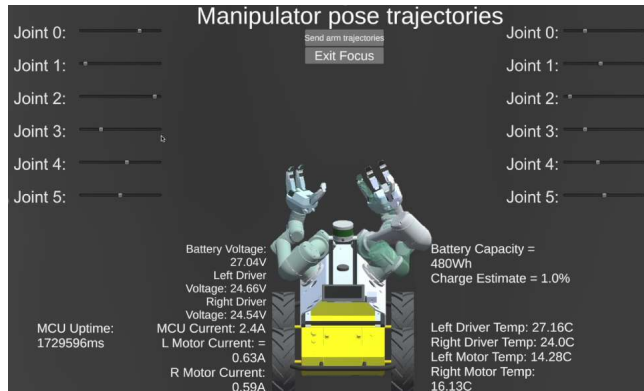 Manipulator pose trajectories
Send arm trajectories
Exit Focus
Joint 0:
Joint 1:
Joint 2:
Joint 3:
Joint 4:
Joint 5:
Joint 0:
Joint 1:
Joint 2:
Joint 3:
Joint 4:
Joint 5:
MCU Uptime:
1729596ms
Battery Voltage:
27.04V
Left Driver
Voltage: 24.66V
Right Driver
Voltage: 24.54V
MCU Current: 2.4A
L Motor Current: =
0.63A
R Motor Current:
0.59A
Battery Capacity =
480Wh
Charge Estimate = 1.0%
Left Driver Temp: 27.16C
Right Driver Temp: 24.0C
Left Motor Temp: 14.28C
Right Motor Temp:
16.13C